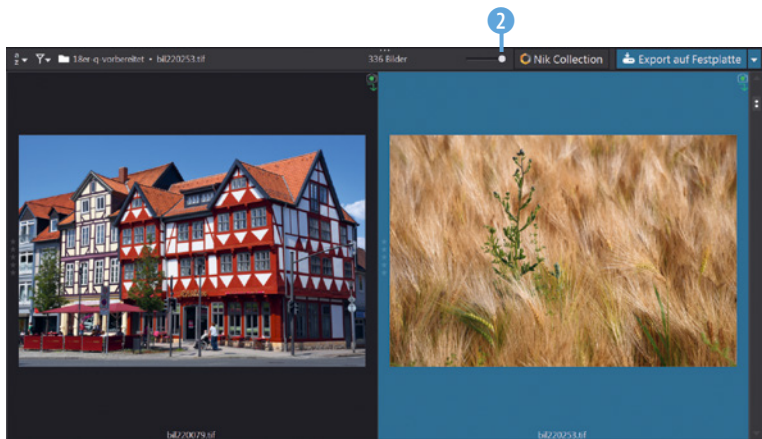 2
18er-q-vorbereitet • bil220253.tif 336 Bilder Nik Collection Export auf Festplatte
bil220079.tif bil220253.tif